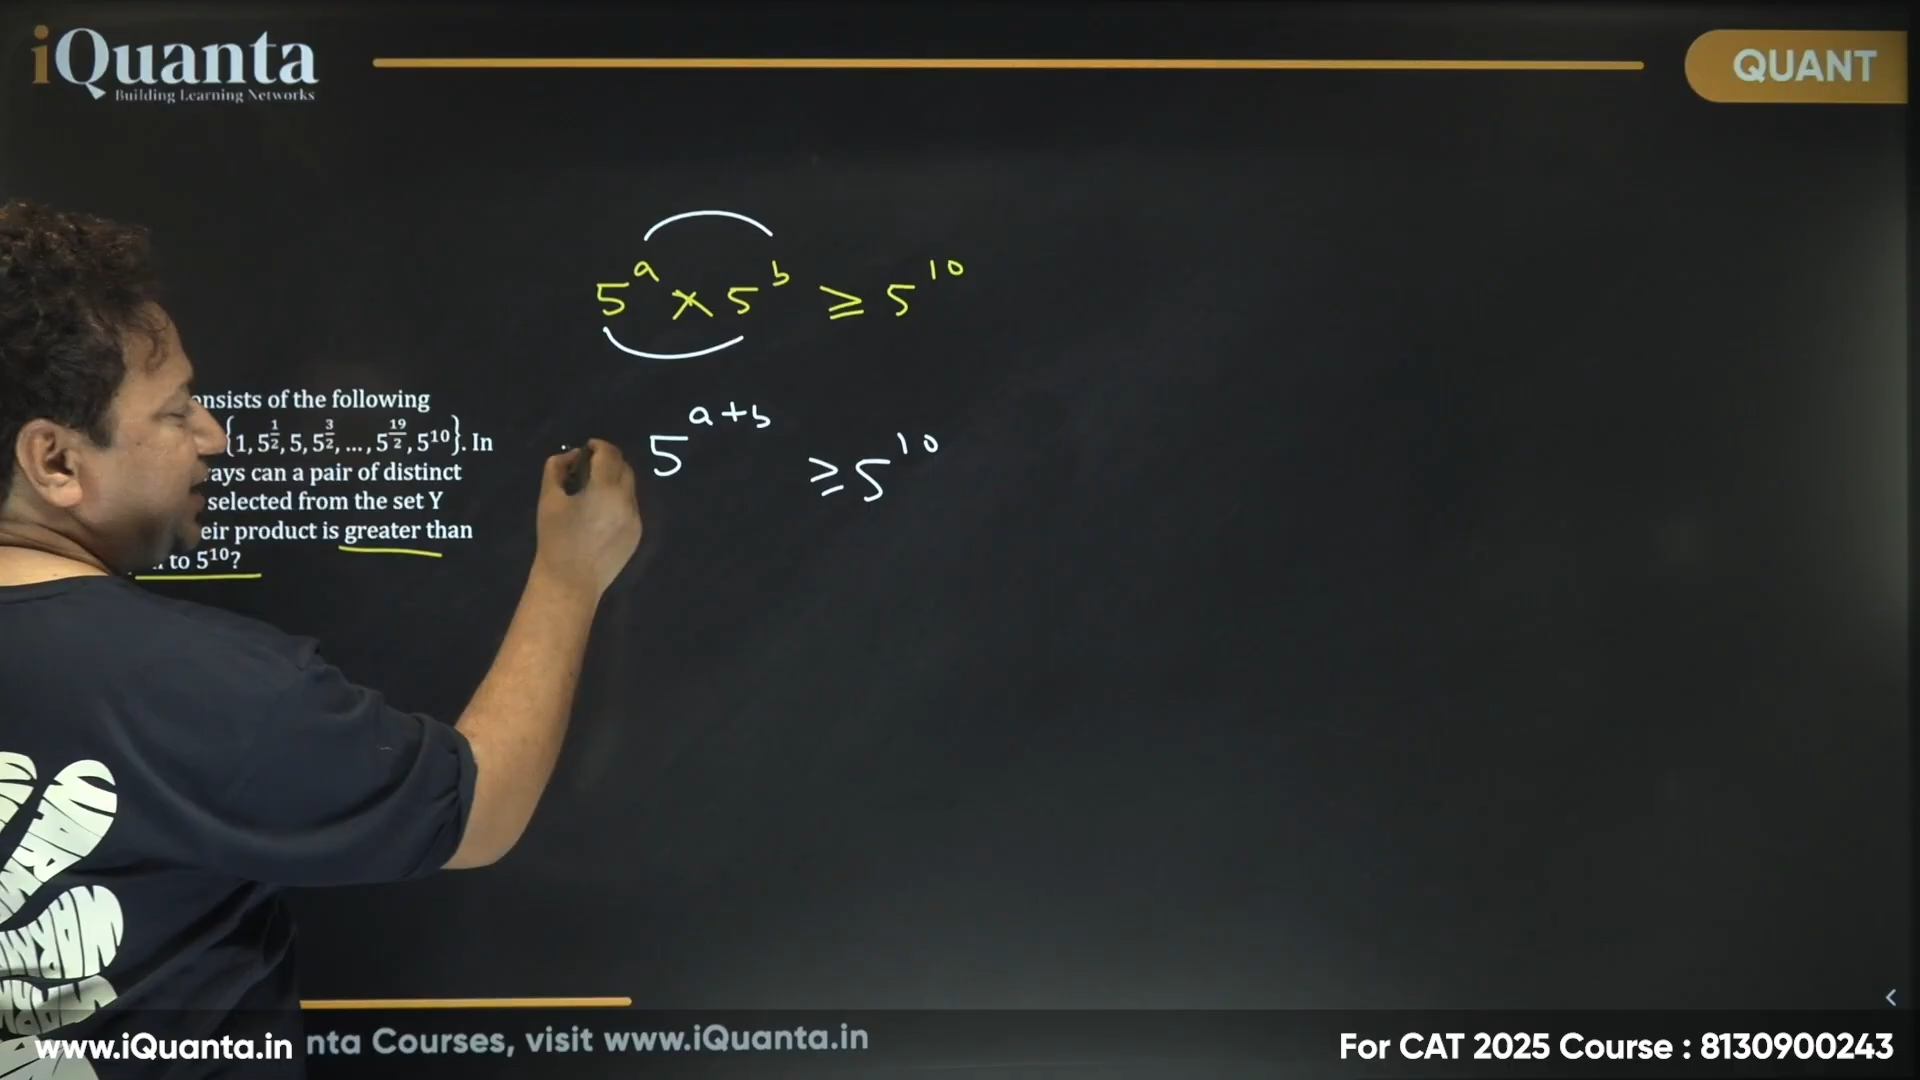 iQuanta
Building Learning Networks
QUANT
5^a × 5^b ≥ 5^10
5^(a+b) ≥ 5^10
nsists of the following
{1, 5^(1/2), 5, 5^(3/2), ..., 5^(19/2), 5^10}. In
ays can a pair of distinct
selected from the set Y
eir product is greater than
to 5^10?
www.iQuanta.in
nta Courses, visit www.iQuanta.in
For CAT 2025 Course : 8130900243